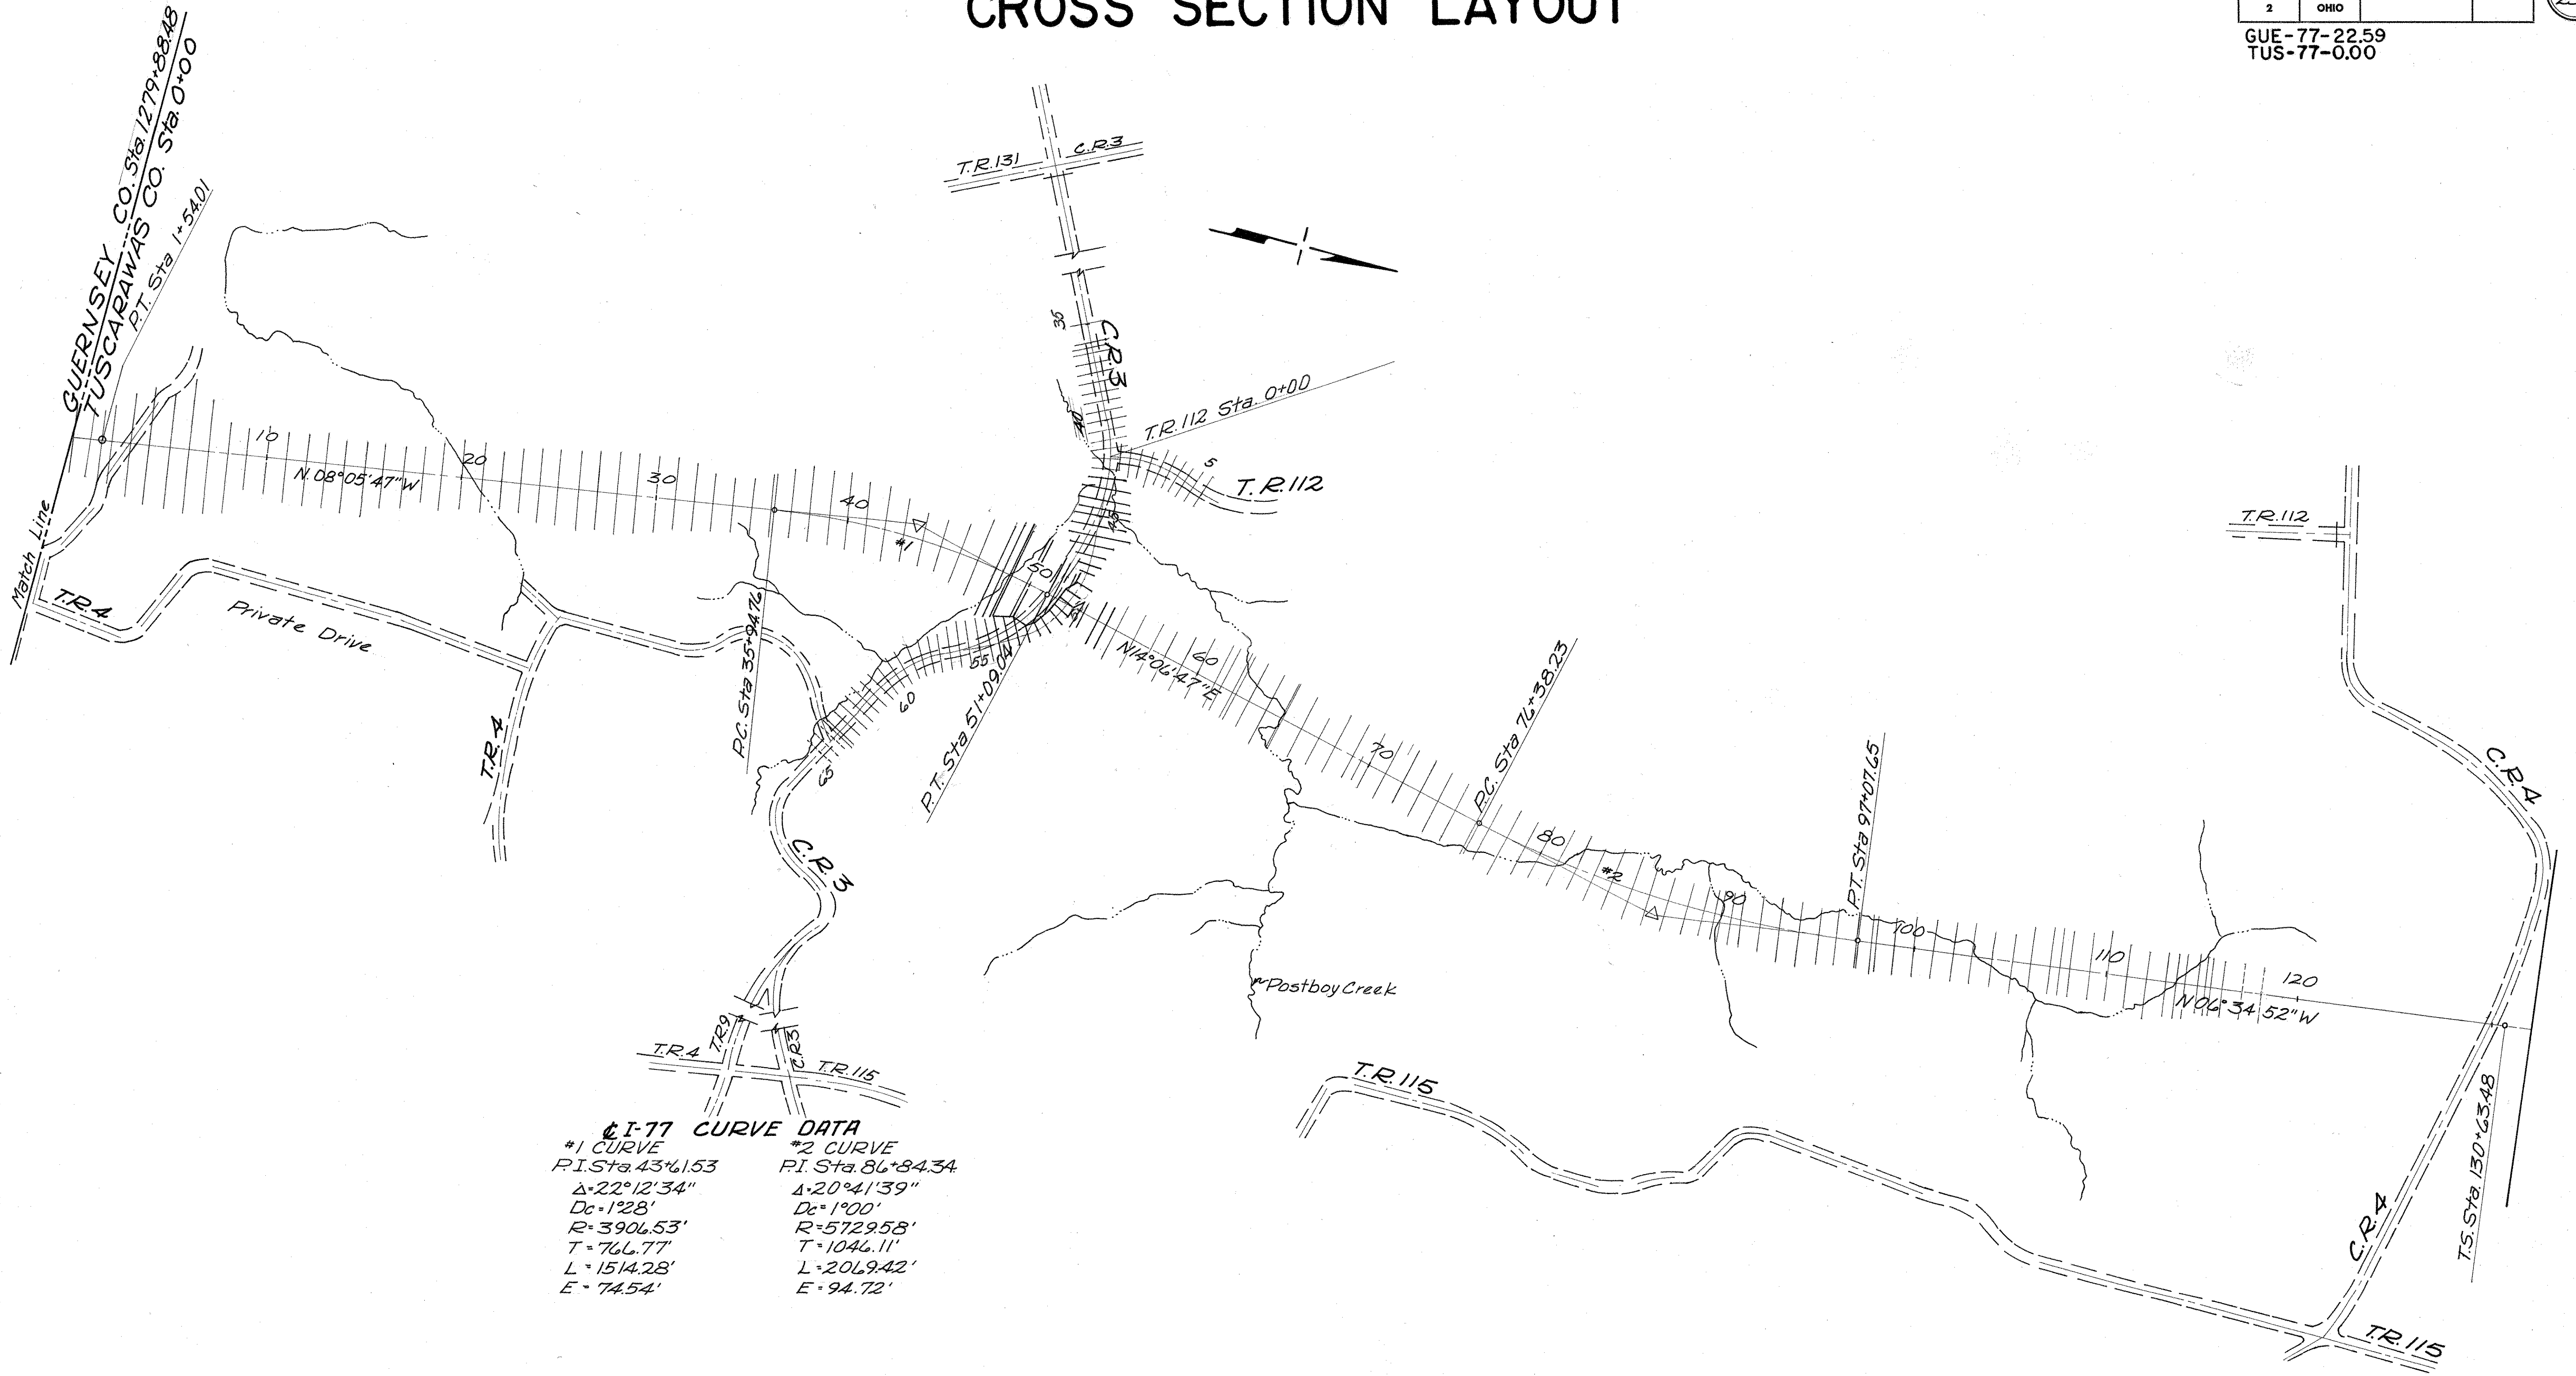 CROSS SECTION LAYOUT
2 OHIO
GUE-77-22.59
TUS-77-0.00
GUERNSEY CO. Sta. 1279+88.48
TUSCARAWAS CO. Sta. 0+00
P.T. Sta 1+54.01
T.R.131
C.R.3
35
C.R.3
40
T.R.112 Sta. 0+00
5
T.R.112
45
10
N.08°05'47"W
20
30
40
#1
50
Match Line
T.R.4
Private Drive
T.R.4
P.C. Sta 35+94.76
55
60
65
P.T. Sta 51+09.04
N14°06'47"E
60
70
P.C. Sta 76+38.23
80
#2
90
P.T. Sta 97+07.65
100
110
120
N06°34'52"W
T.R.112
C.R.4
C.R.3
Postboy Creek
T.R.9
C.R.3
T.R.4
T.R.115
T.R.115
C.R.4
T.S. Sta. 130+63.48
T.R.115
℄ I-77 CURVE DATA
#1 CURVE
P.I. Sta. 43+61.53
Δ=22°12'34"
Dc=1°28'
R=3906.53'
T=766.77'
L=1514.28'
E=74.54'
#2 CURVE
P.I. Sta. 86+84.34
Δ=20°41'39"
Dc=1°00'
R=5729.58'
T=1046.11'
L=2069.42'
E=94.72'